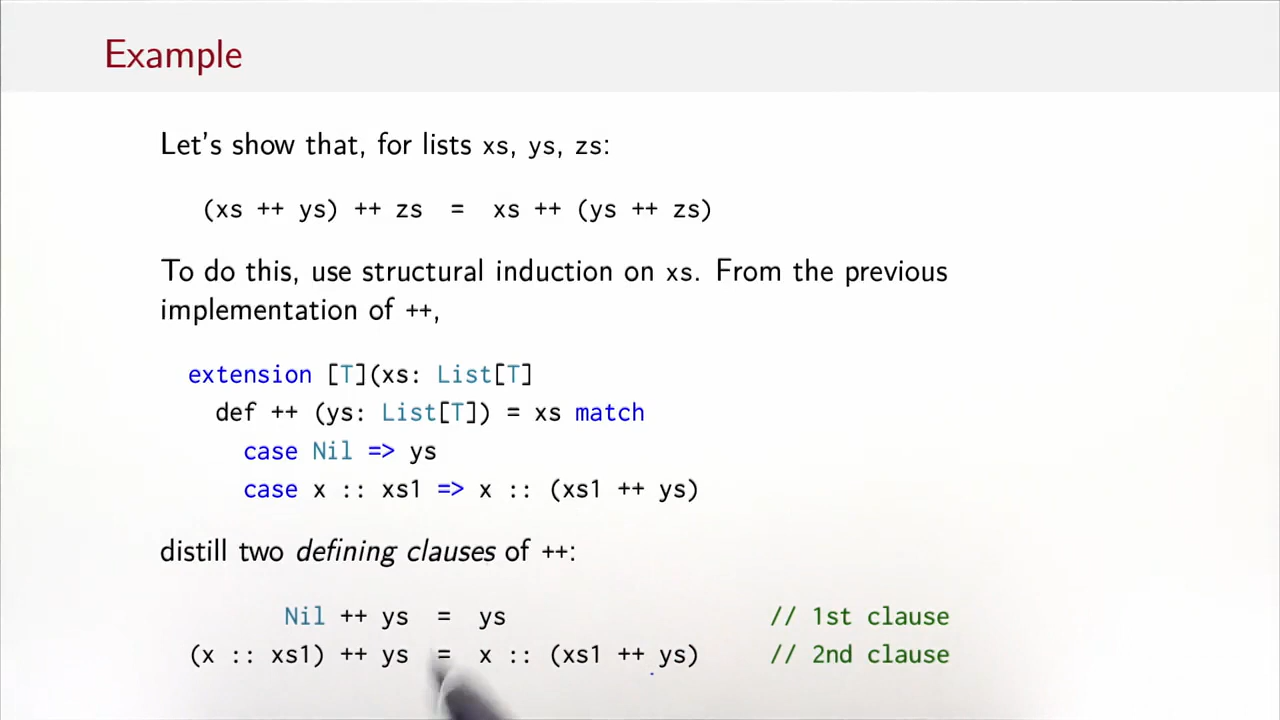 Example
Let's show that, for lists xs, ys, zs:
(xs ++ ys) ++ zs = xs ++ (ys ++ zs)
To do this, use structural induction on xs. From the previous
implementation of ++,
extension [T](xs: List[T]
def ++ (ys: List[T]) = xs match
case Nil => ys
case x :: xs1 => x :: (xs1 ++ ys)
distill two defining clauses of ++:
Nil ++ ys = ys // 1st clause
(x :: xs1) ++ ys = x :: (xs1 ++ ys) // 2nd clause